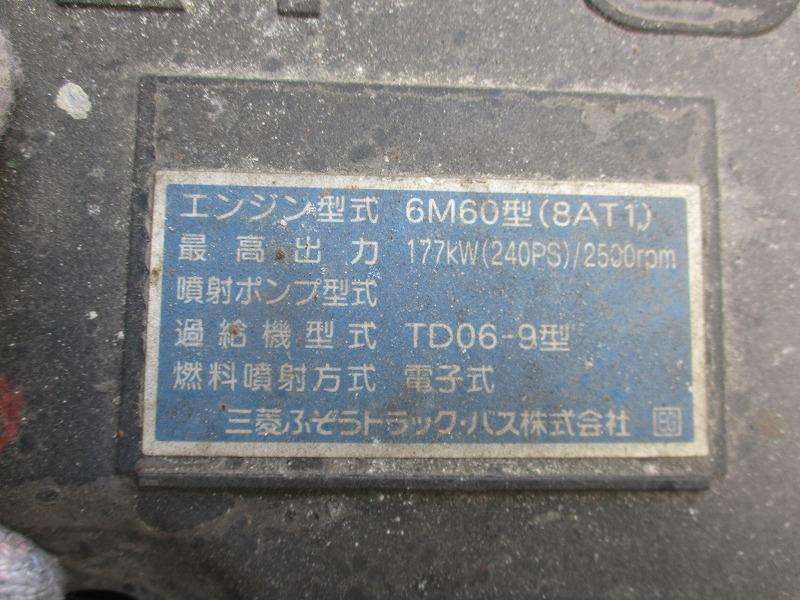 エンジン型式 6M60型(8AT1)
最高出力 177kW(240PS)/2500rpm
噴射ポンプ型式
過給機型式 TD06-9型
燃料噴射方式 電子式
三菱ふそうトラック・バス株式会社